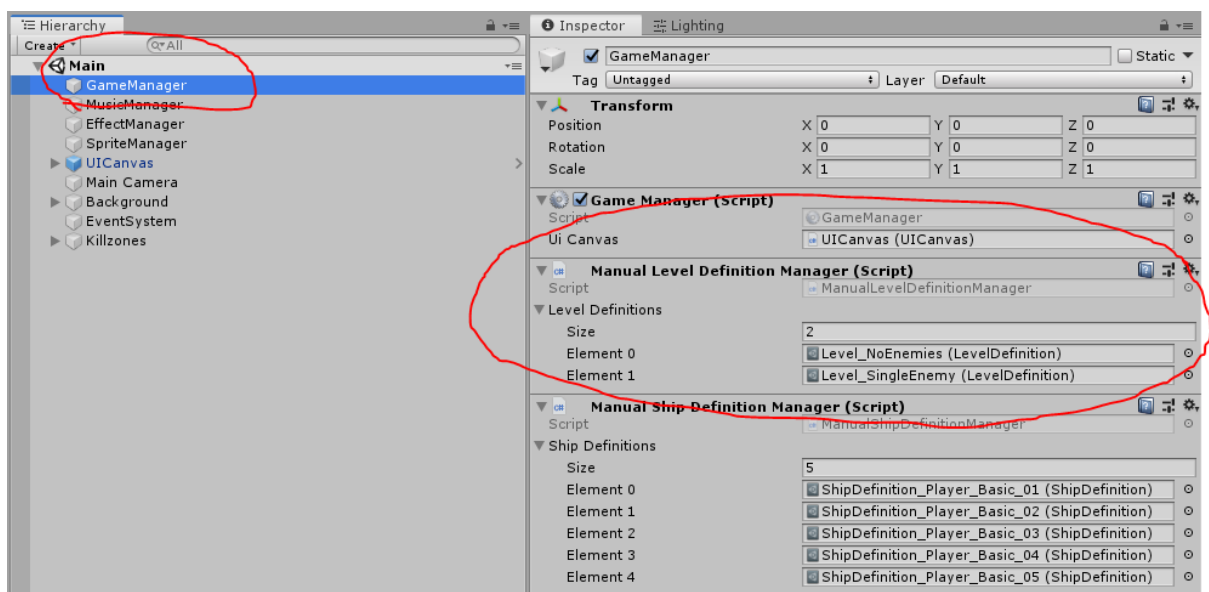 Hierarchy
Create
All
Main
GameManager
MusicManager
EffectManager
SpriteManager
UICanvas
Main Camera
Background
EventSystem
Killzones
Inspector Lighting
GameManager Static
Tag Untagged Layer Default
Transform
Position X 0 Y 0 Z 0
Rotation X 0 Y 0 Z 0
Scale X 1 Y 1 Z 1
Game Manager (Script)
Script GameManager
Ui Canvas UICanvas (UICanvas)
Manual Level Definition Manager (Script)
Script ManualLevelDefinitionManager
Level Definitions
Size 2
Element 0 Level_NoEnemies (LevelDefinition)
Element 1 Level_SingleEnemy (LevelDefinition)
Manual Ship Definition Manager (Script)
Script ManualShipDefinitionManager
Ship Definitions
Size 5
Element 0 ShipDefinition_Player_Basic_01 (ShipDefinition)
Element 1 ShipDefinition_Player_Basic_02 (ShipDefinition)
Element 2 ShipDefinition_Player_Basic_03 (ShipDefinition)
Element 3 ShipDefinition_Player_Basic_04 (ShipDefinition)
Element 4 ShipDefinition_Player_Basic_05 (ShipDefinition)